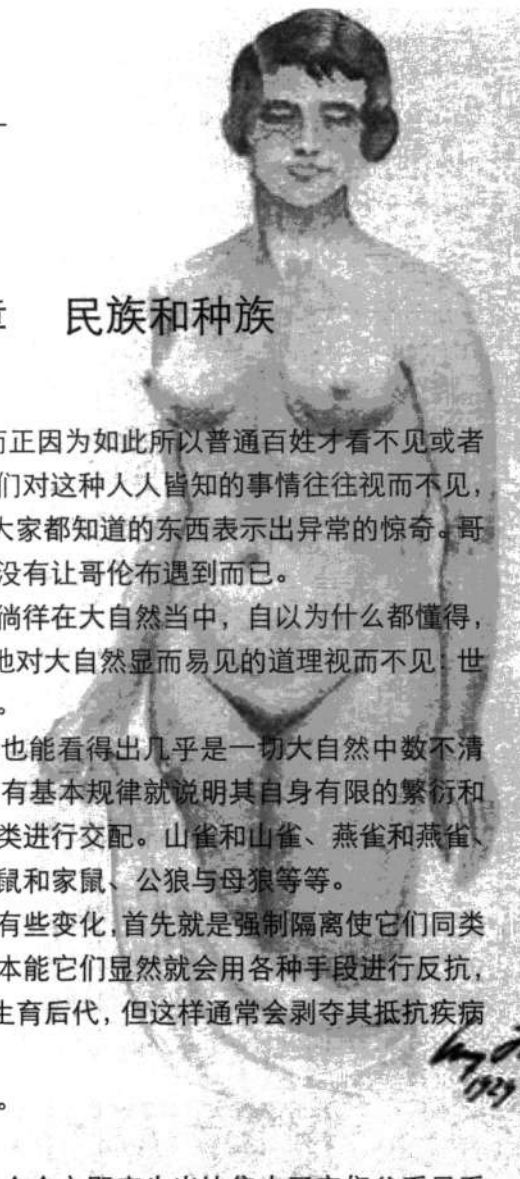 章 民族和种族
而正因为如此所以普通百姓才看不见或者
们对这种人人皆知的事情往往视而不见，
大家都知道的东西表示出异常的惊奇。哥
没有让哥伦布遇到而已。
徜徉在大自然当中，自以为什么都懂得，
他对大自然显而易见的道理视而不见：世
。
也能看得出几乎是一切大自然中数不清
有基本规律就说明其自身有限的繁衍和
类进行交配。山雀和山雀、燕雀和燕雀、
鼠和家鼠、公狼与母狼等等。
有些变化，首先就是强制隔离使它们同类
本能它们显然就会用各种手段进行反抗，
生育后代，但这样通常会剥夺其抵抗疾病
1929
。